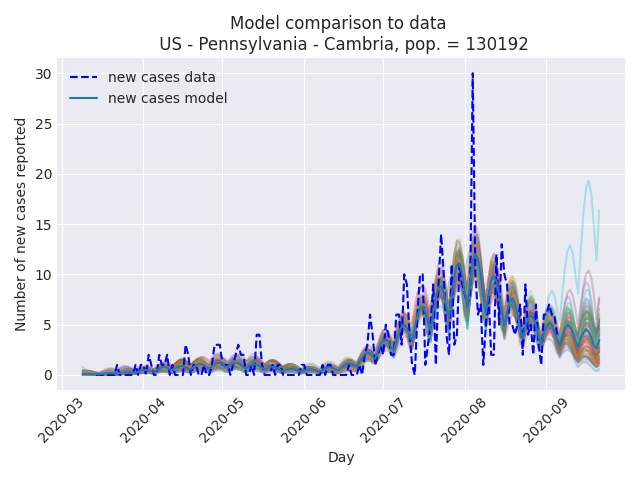 Model comparison to data
US - Pennsylvania - Cambria, pop. = 130192
new cases data
new cases model
Number of new cases reported
30
25
20
15
10
5
0
2020-03
2020-04
2020-05
2020-06
2020-07
2020-08
2020-09
Day